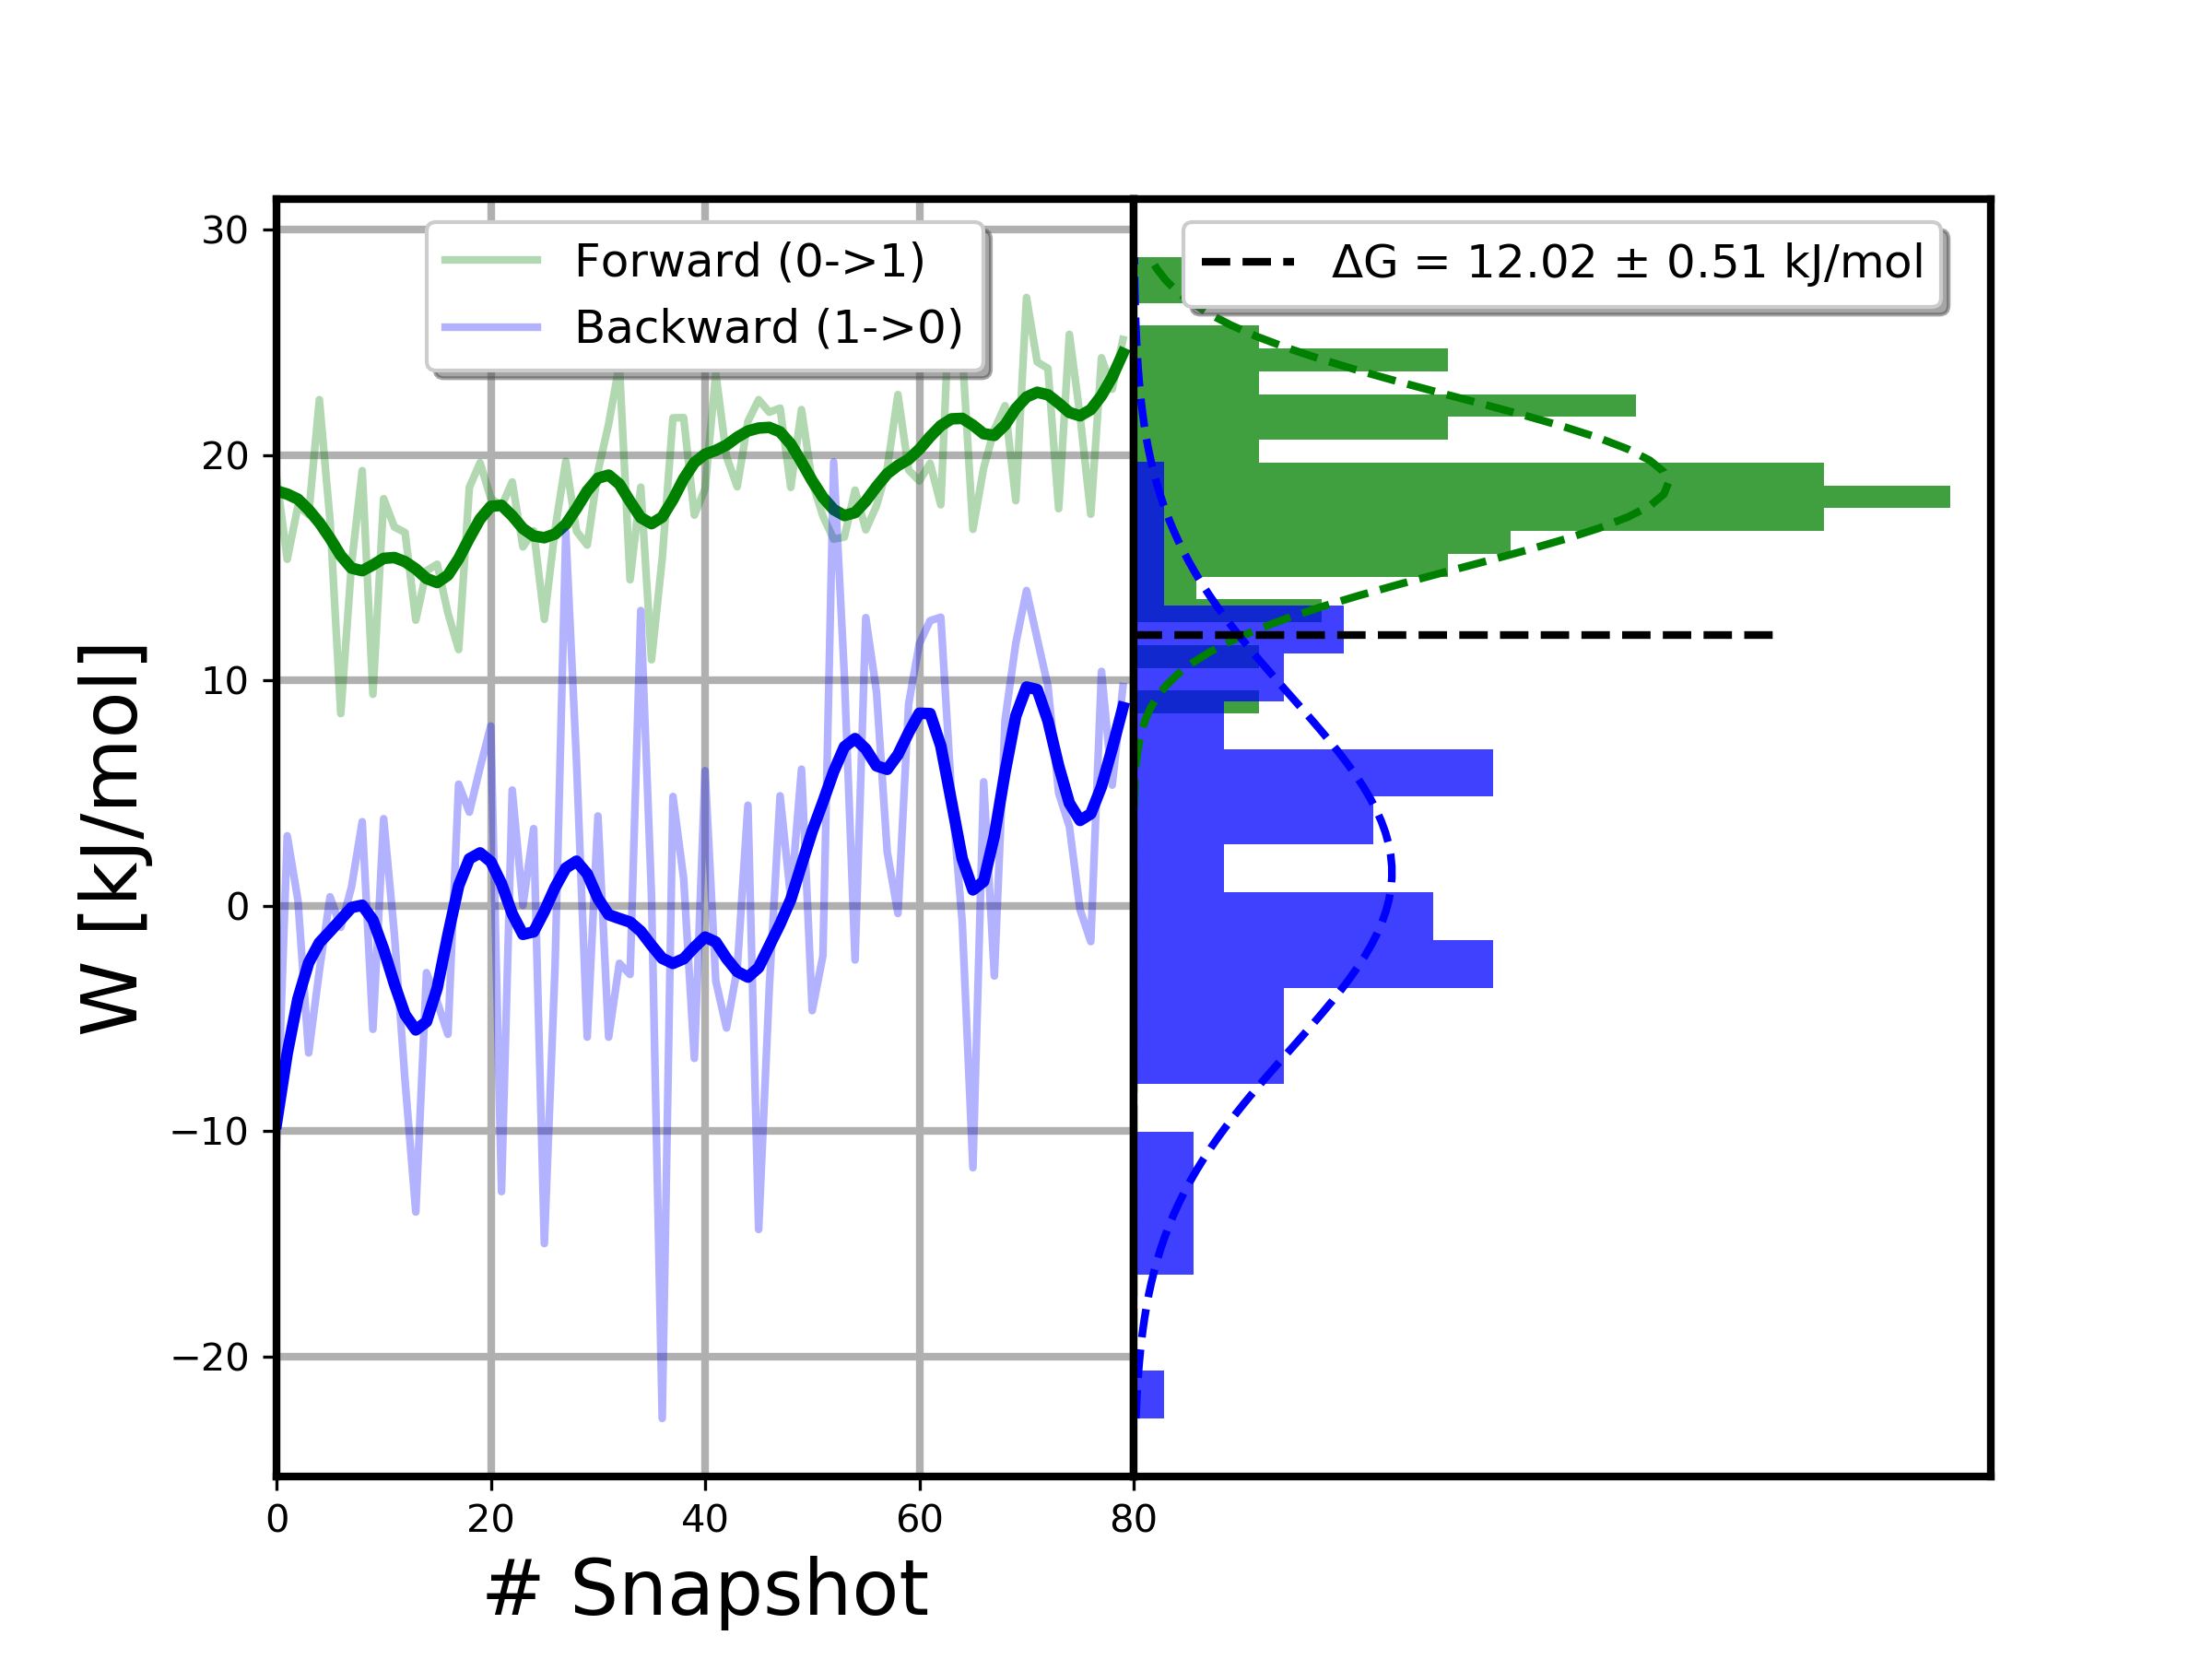 Forward (0->1)
Backward (1->0)
ΔG = 12.02 ± 0.51 kJ/mol
30
20
10
0
−10
−20
W [kJ/mol]
0
20
40
60
80
# Snapshot